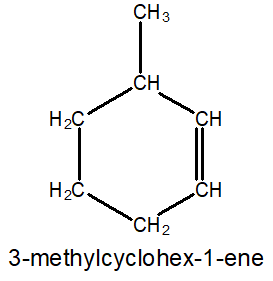 CH3
CH
H2C CH
H2C CH
CH2
3-methylcyclohex-1-ene